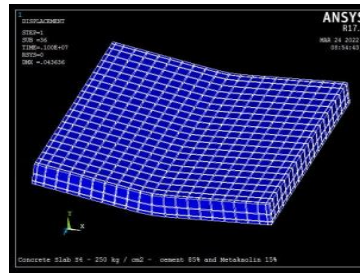 1
DISPLACEMENT
STEP=1
SUB =36
TIME=.100E+07
RSYS=0
DMX =.043636
ANSYS
R17.
MAR 24 2022
08:54:43
Y
X
Concrete Slab S4 - 250 kg / cm2 - cement 85% and Metakaolin 15%